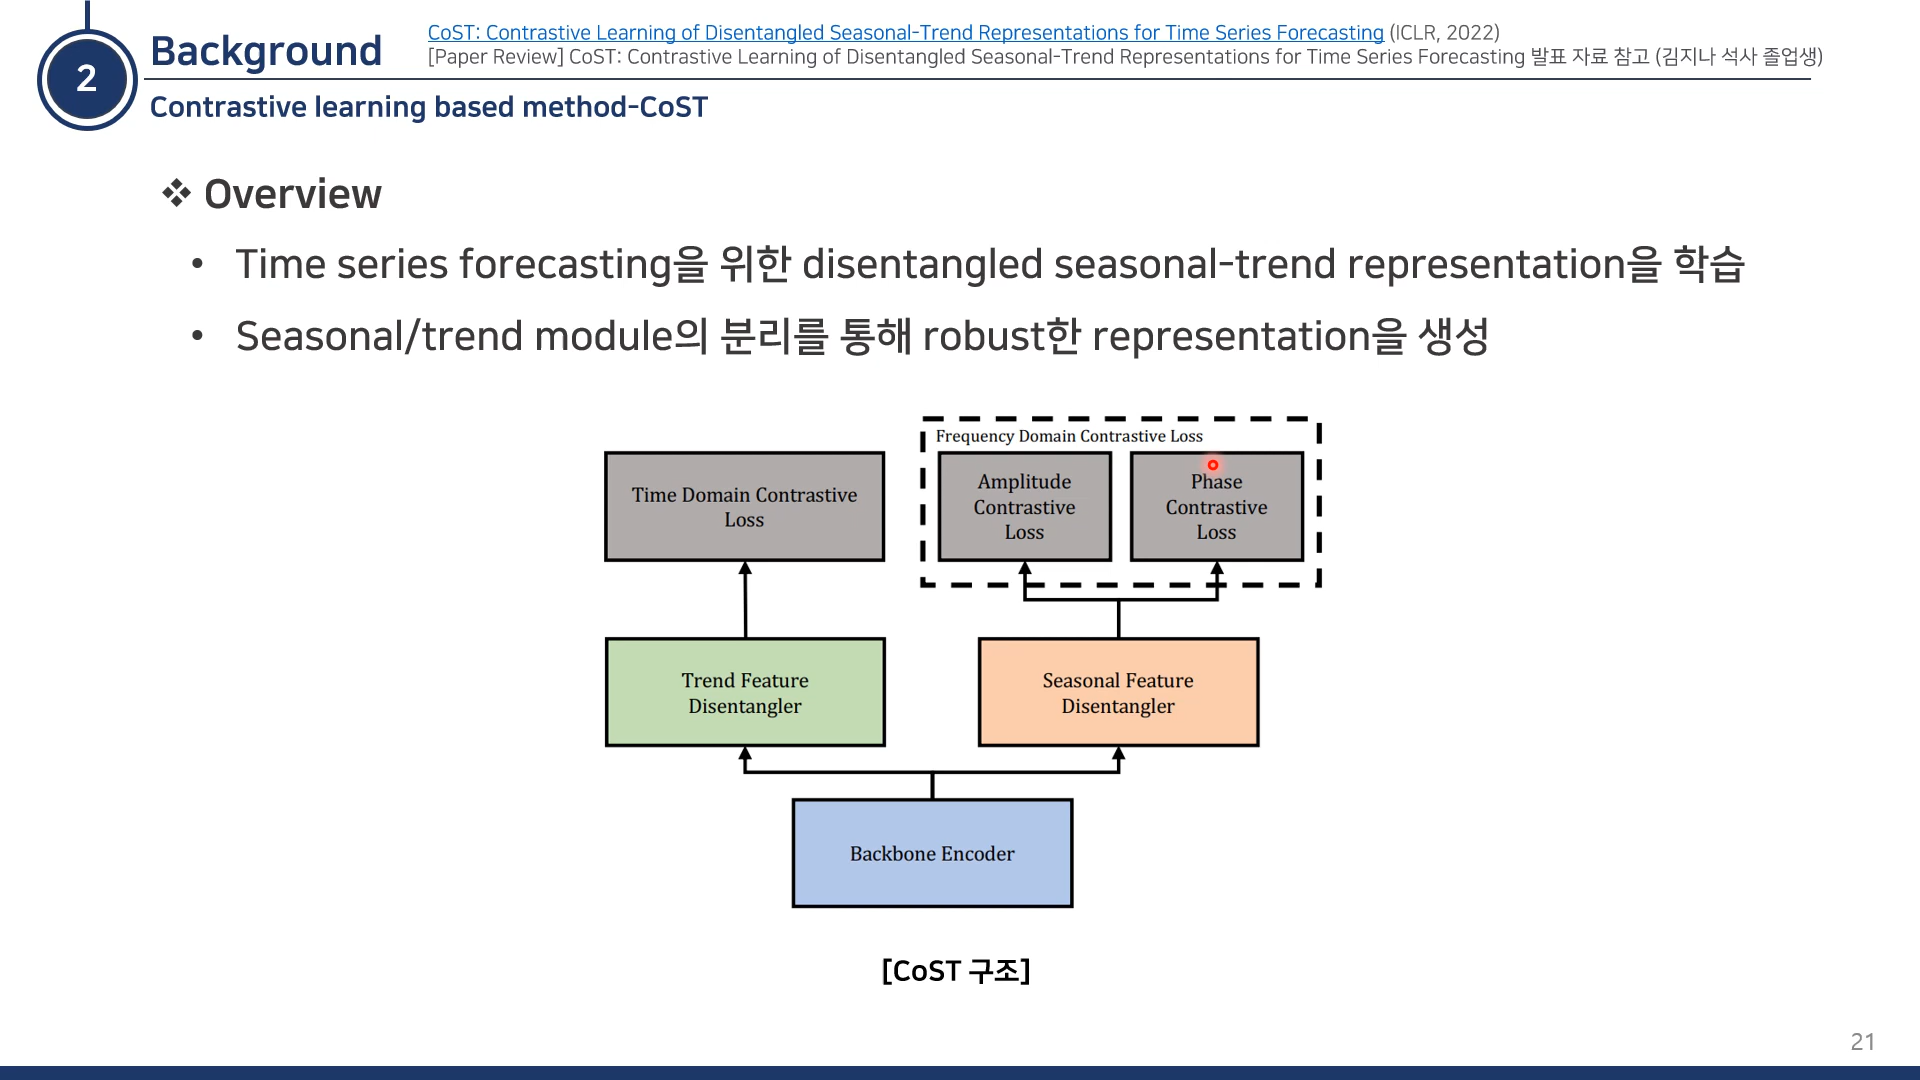 2
Background
CoST: Contrastive Learning of Disentangled Seasonal-Trend Representations for Time Series Forecasting (ICLR, 2022)
[Paper Review] CoST: Contrastive Learning of Disentangled Seasonal-Trend Representations for Time Series Forecasting 발표 자료 참고 (김지나 석사 졸업생)
Contrastive learning based method-CoST
❖ Overview
• Time series forecasting을 위한 disentangled seasonal-trend representation을 학습
• Seasonal/trend module의 분리를 통해 robust한 representation을 생성
Frequency Domain Contrastive Loss
Time Domain Contrastive
Loss
Amplitude
Contrastive
Loss
Phase
Contrastive
Loss
Trend Feature
Disentangler
Seasonal Feature
Disentangler
Backbone Encoder
[CoST 구조]
21